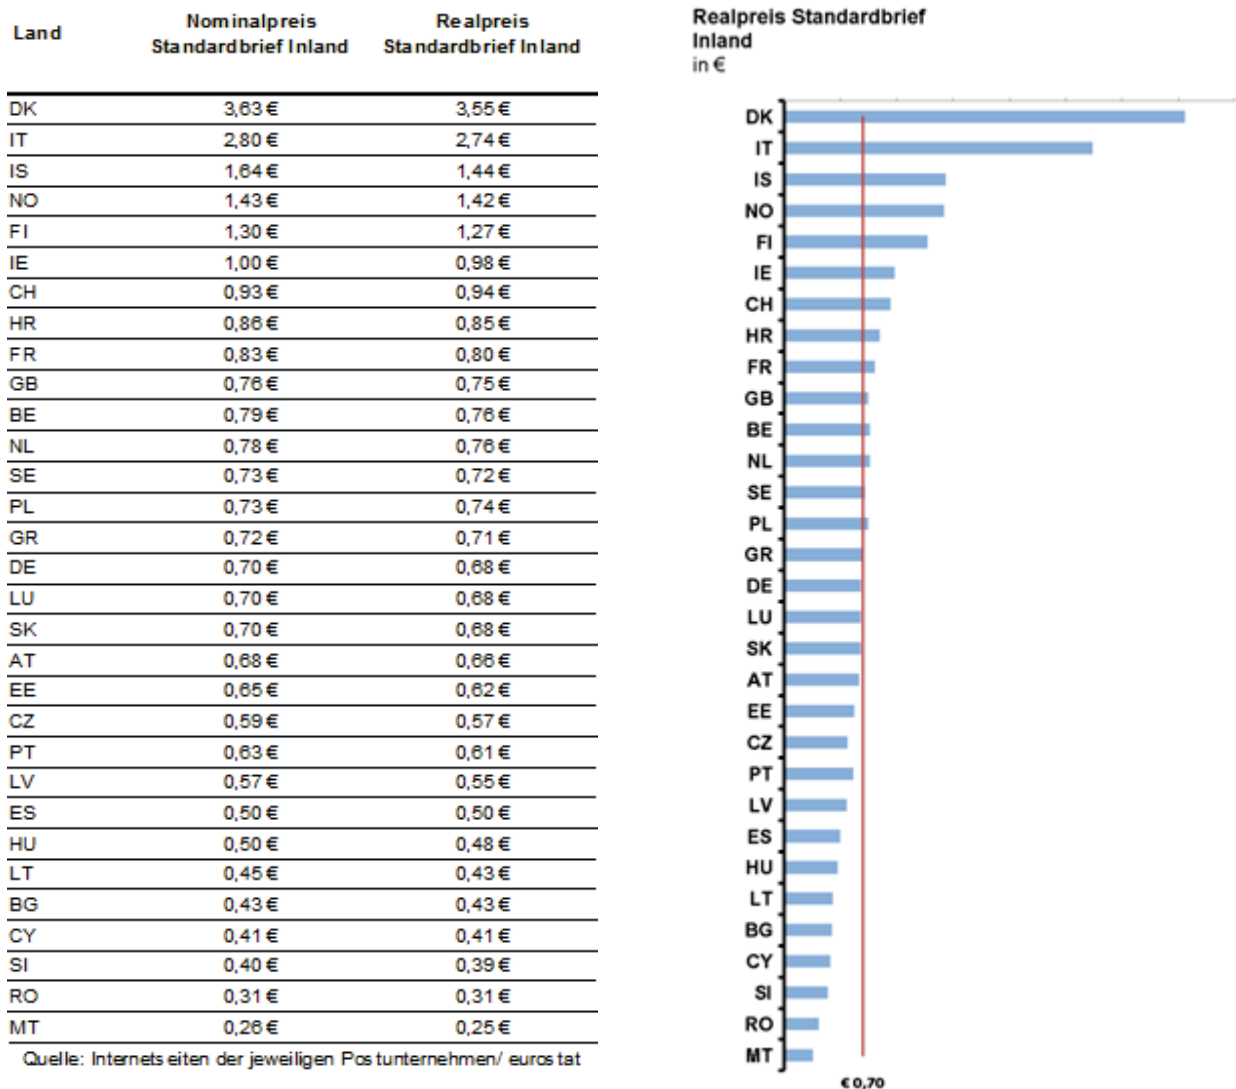 Land Nominalpreis Standardbrief Inland Realpreis Standardbrief Inland
DK 3,63 € 3,55 €
IT 2,80 € 2,74 €
IS 1,64 € 1,44 €
NO 1,43 € 1,42 €
FI 1,30 € 1,27 €
IE 1,00 € 0,98 €
CH 0,93 € 0,94 €
HR 0,86 € 0,85 €
FR 0,83 € 0,80 €
GB 0,76 € 0,75 €
BE 0,79 € 0,76 €
NL 0,78 € 0,76 €
SE 0,73 € 0,72 €
PL 0,73 € 0,74 €
GR 0,72 € 0,71 €
DE 0,70 € 0,68 €
LU 0,70 € 0,68 €
SK 0,70 € 0,68 €
AT 0,68 € 0,66 €
EE 0,65 € 0,62 €
CZ 0,59 € 0,57 €
PT 0,63 € 0,61 €
LV 0,57 € 0,55 €
ES 0,50 € 0,50 €
HU 0,50 € 0,48 €
LT 0,45 € 0,43 €
BG 0,43 € 0,43 €
CY 0,41 € 0,41 €
SI 0,40 € 0,39 €
RO 0,31 € 0,31 €
MT 0,26 € 0,25 €
Quelle: Internetseiten der jeweiligen Postunternehmen/ eurostat
Realpreis Standardbrief
Inland
in €
DK
IT
IS
NO
FI
IE
CH
HR
FR
GB
BE
NL
SE
PL
GR
DE
LU
SK
AT
EE
CZ
PT
LV
ES
HU
LT
BG
CY
SI
RO
MT
€ 0,70